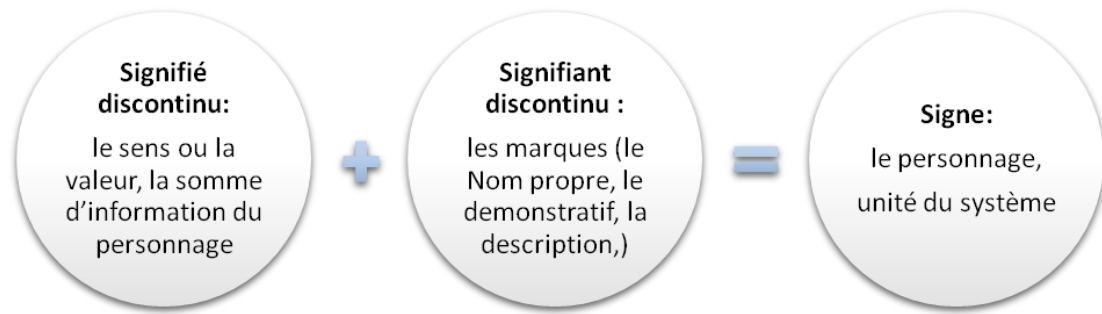 Signifié
discontinu:
le sens ou la
valeur, la somme
d'information du
personnage
+
Signifiant
discontinu :
les marques (le
Nom propre, le
demonstratif, la
description,)
=
Signe:
le personnage,
unité du système